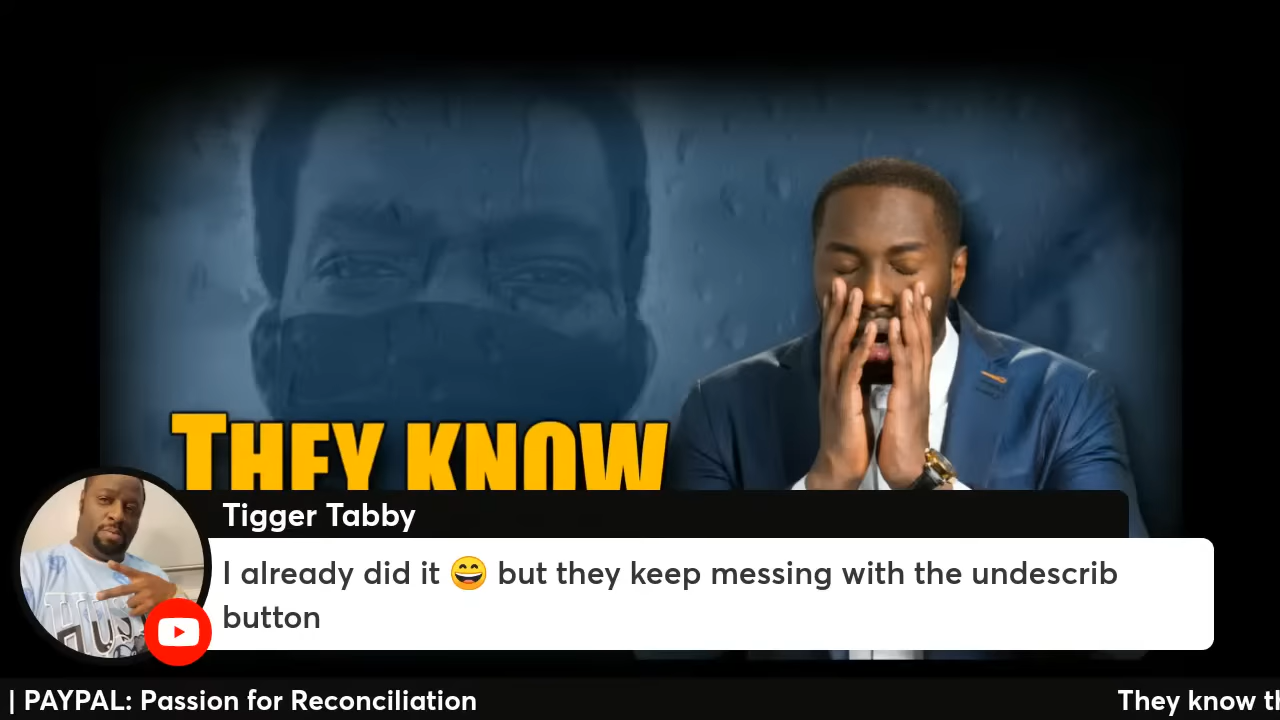 THEY KNOW
Tigger Tabby
I already did it 😄 but they keep messing with the undescrib
button
| PAYPAL: Passion for Reconciliation
They know